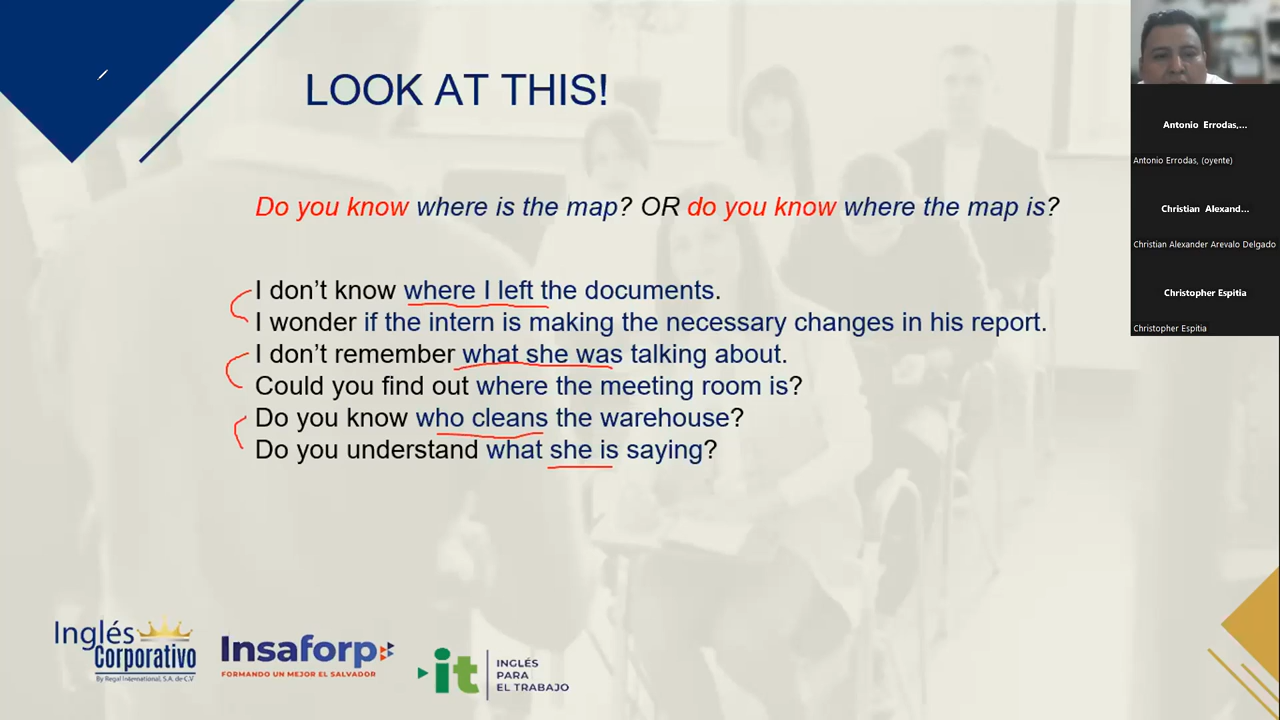 LOOK AT THIS!
Do you know where is the map? OR do you know where the map is?
I don’t know where I left the documents.
I wonder if the intern is making the necessary changes in his report.
I don’t remember what she was talking about.
Could you find out where the meeting room is?
Do you know who cleans the warehouse?
Do you understand what she is saying?
Antonio Errodas,...
Antonio Errodas, (oyente)
Christian Alexand...
Christian Alexander Arevalo Delgado
Christopher Espitia
Christopher Espitia
Inglés
Corporativo
By Regal International, S.A. de C.V
Insaforp
FORMANDO UN MEJOR EL SALVADOR
it
INGLÉS
PARA
EL TRABAJO